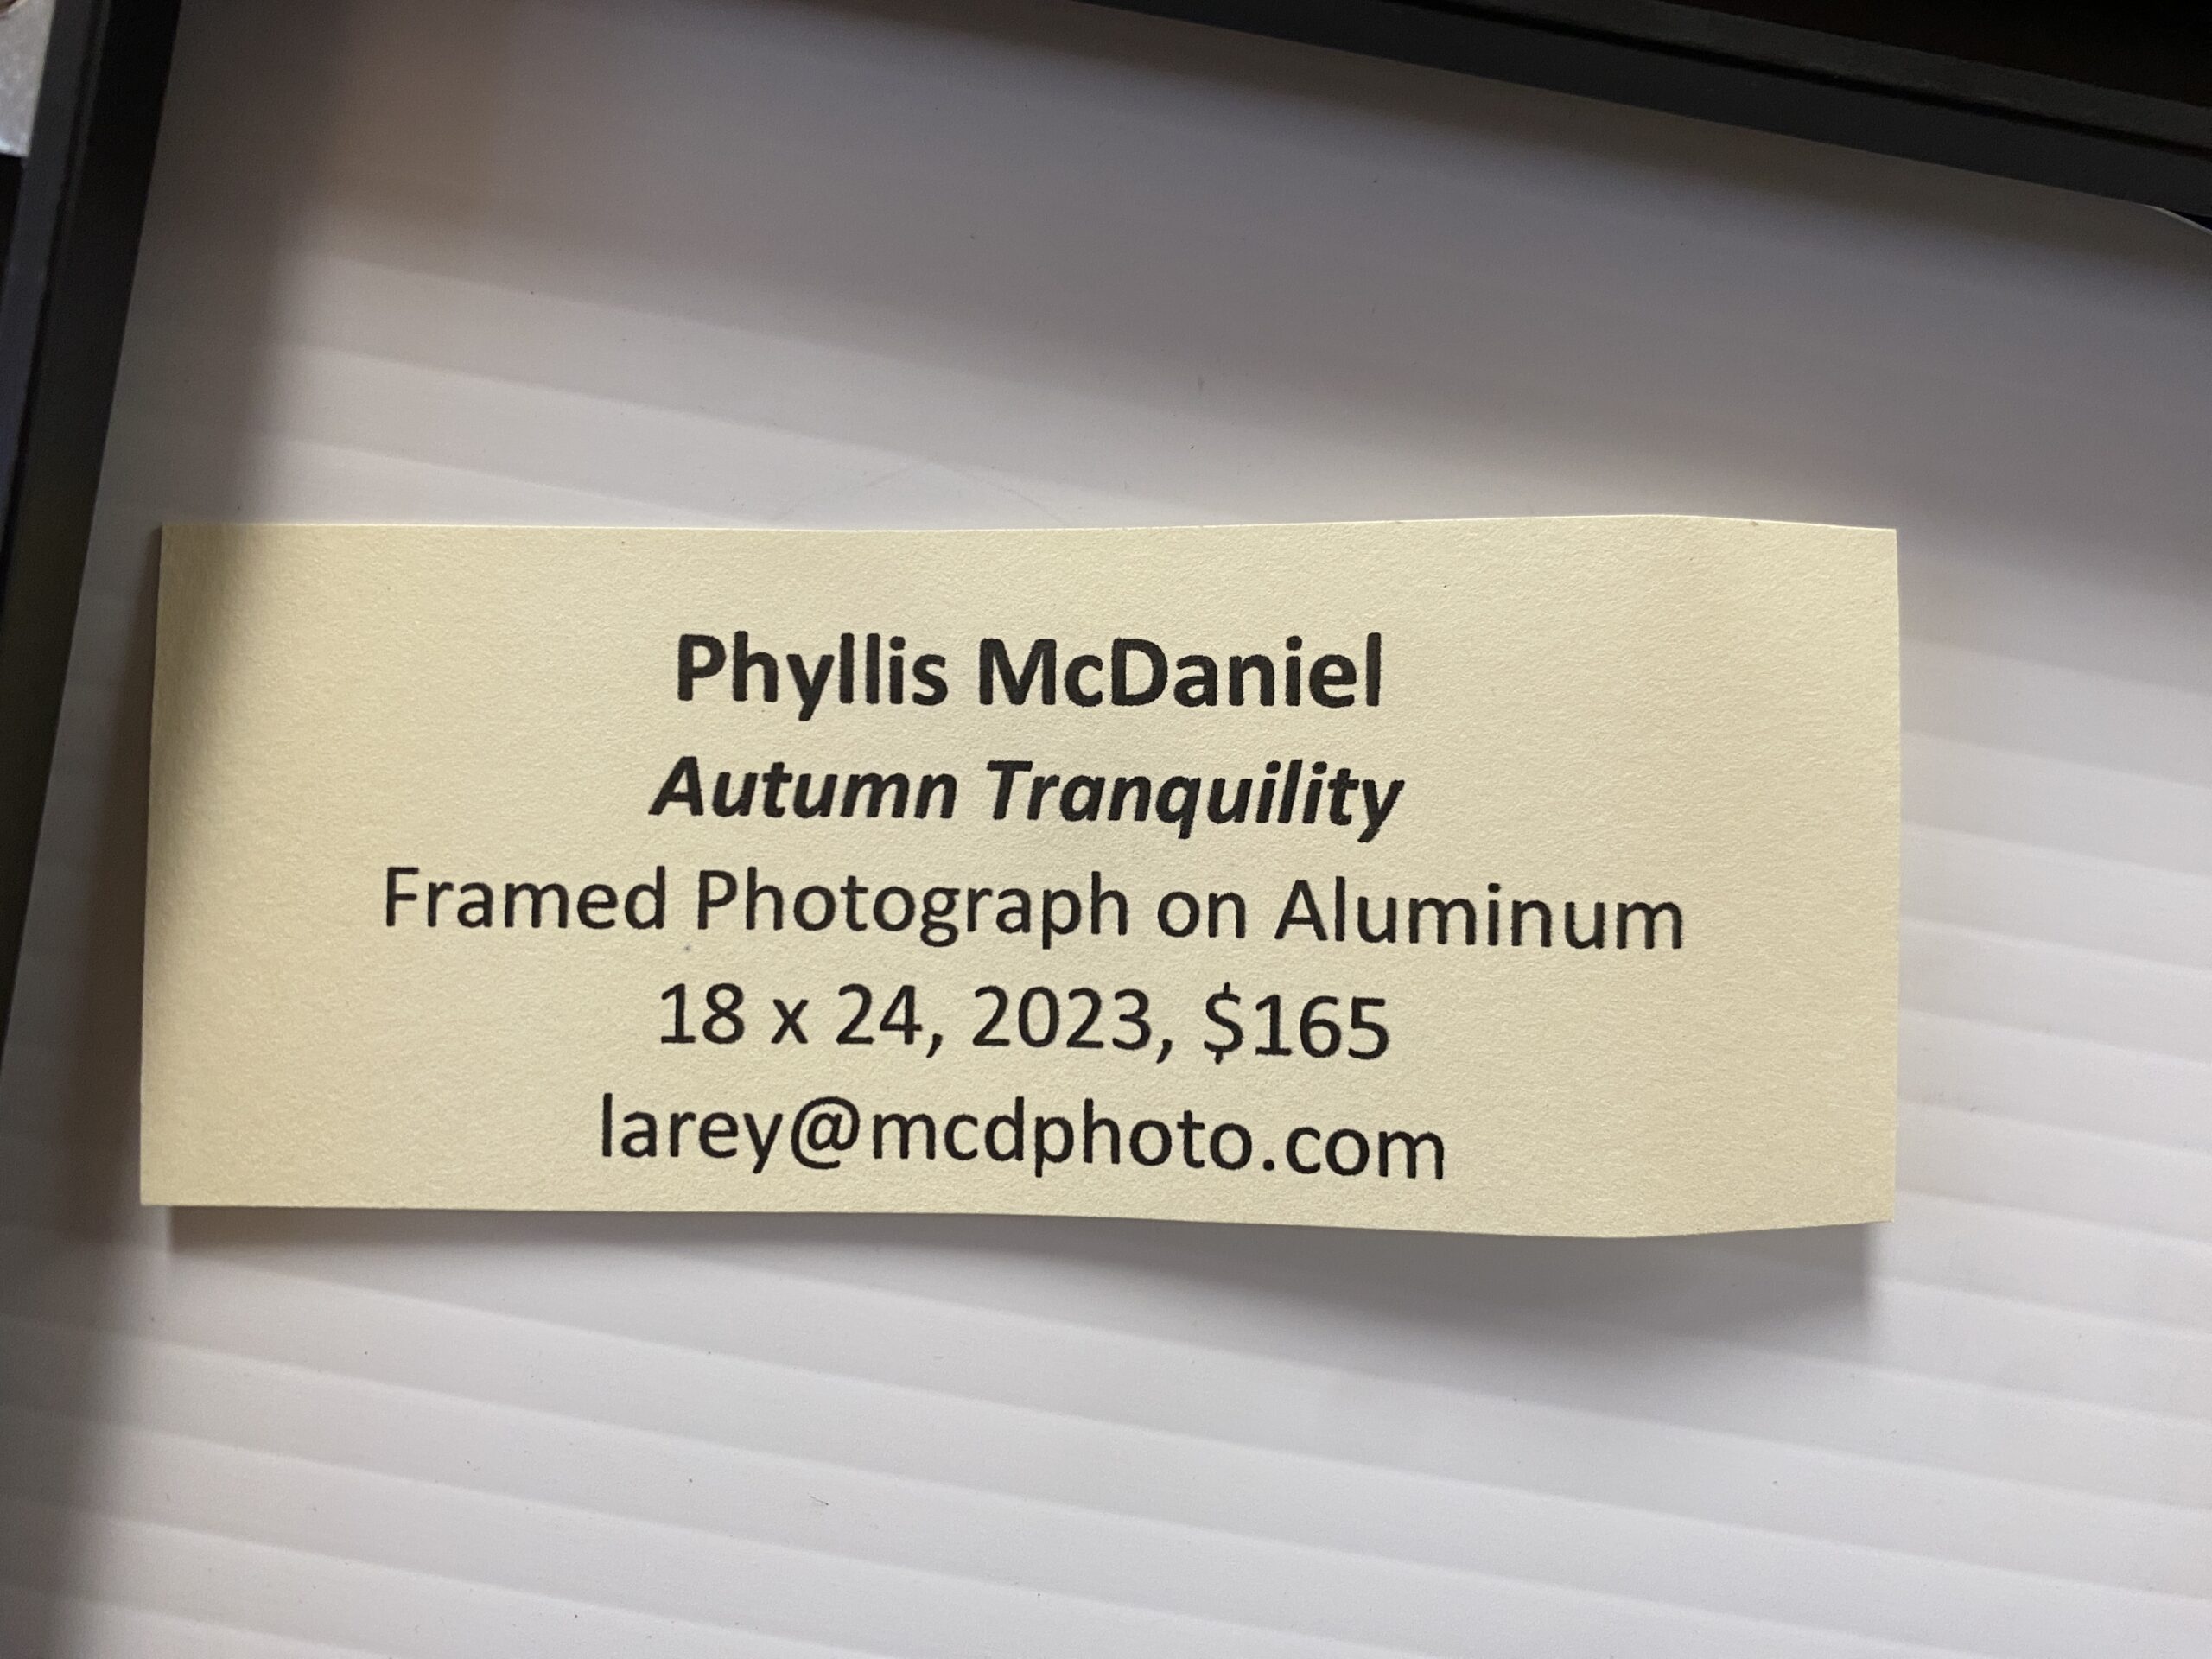 Phyllis McDaniel
Autumn Tranquility
Framed Photograph on Aluminum
18 x 24, 2023, $165
larey@mcdphoto.com